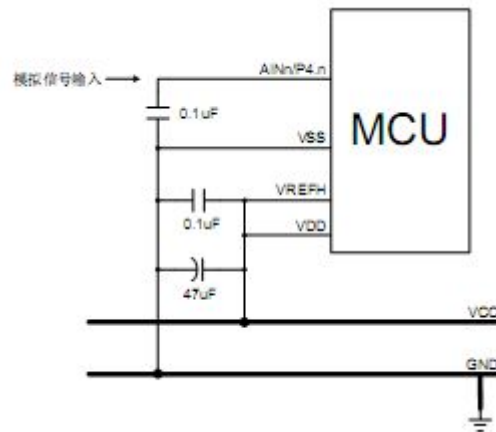 AINn/P4.n
模拟信号输入
0.1uF
MCU
VSS
VREFH
0.1uF
VDD
47uF
VCC
GND